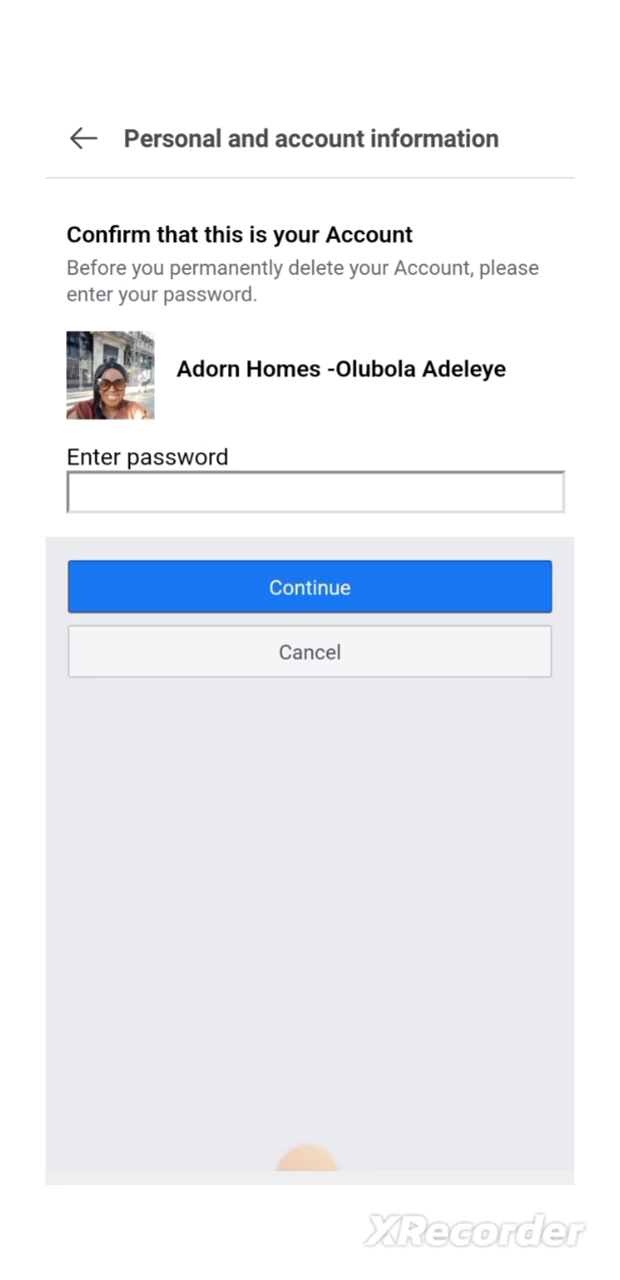 Personal and account information
Confirm that this is your Account
Before you permanently delete your Account, please
enter your password.
Adorn Homes -Olubola Adeleye
Enter password
Continue
Cancel
XRecorder